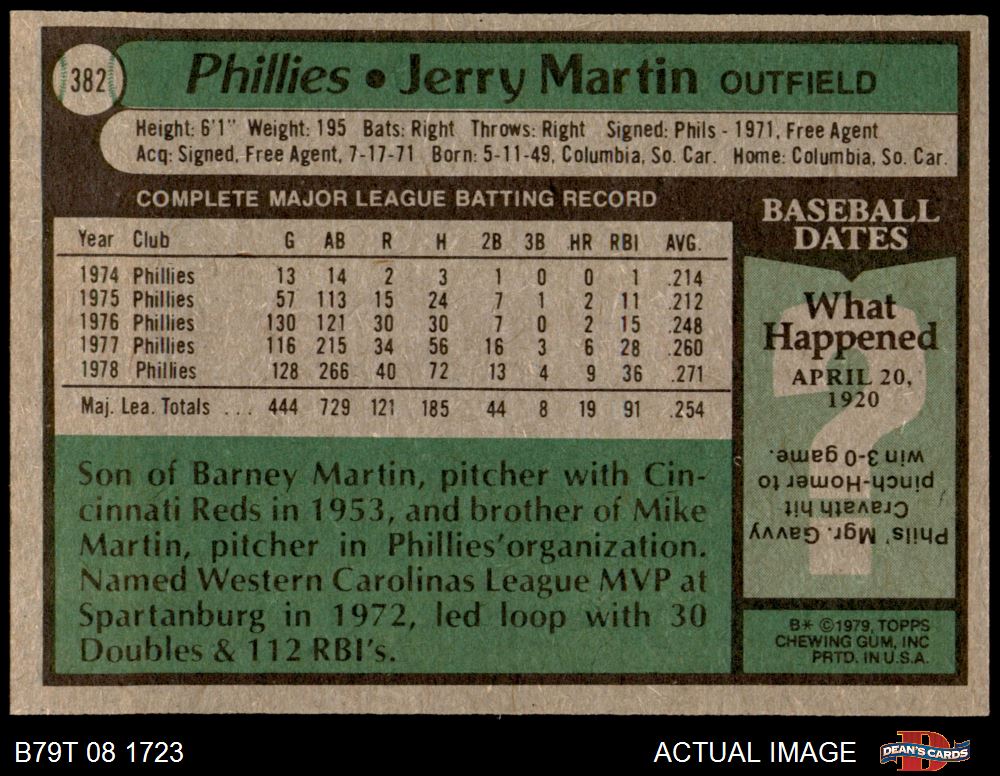 382
Phillies • Jerry Martin OUTFIELD
Height: 6'1" Weight: 195 Bats: Right Throws: Right Signed: Phils - 1971, Free Agent
Acq: Signed, Free Agent, 7-17-71 Born: 5-11-49, Columbia, So. Car. Home: Columbia, So. Car.
COMPLETE MAJOR LEAGUE BATTING RECORD
Year Club G AB R H 2B 3B HR RBI AVG.
1974 Phillies 13 14 2 3 1 0 0 1 .214
1975 Phillies 57 113 15 24 7 1 2 11 .212
1976 Phillies 130 121 30 30 7 0 2 15 .248
1977 Phillies 116 215 34 56 16 3 6 28 .260
1978 Phillies 128 266 40 72 13 4 9 36 .271
Maj. Lea. Totals ... 444 729 121 185 44 8 19 91 .254
Son of Barney Martin, pitcher with Cin-
cinnati Reds in 1953, and brother of Mike
Martin, pitcher in Phillies' organization.
Named Western Carolinas League MVP at
Spartanburg in 1972, led loop with 30
Doubles & 112 RBI's.
BASEBALL
DATES
What
Happened
APRIL 20,
1920
Phils' Mgr. Gavvy
Cravath hit
pinch-Homer to
win 3-0 game.
B* ©1979, TOPPS
CHEWING GUM, INC
PRTD. IN U.S.A.
B79T 08 1723
ACTUAL IMAGE
DEAN'S CARDS